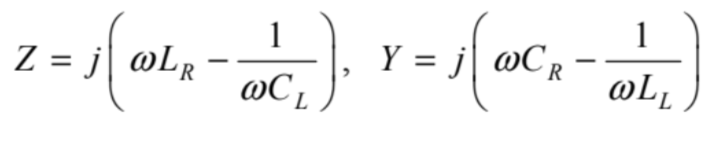 Z = j(ωL_R − 1/(ωC_L)), Y = j(ωC_R − 1/(ωL_L))